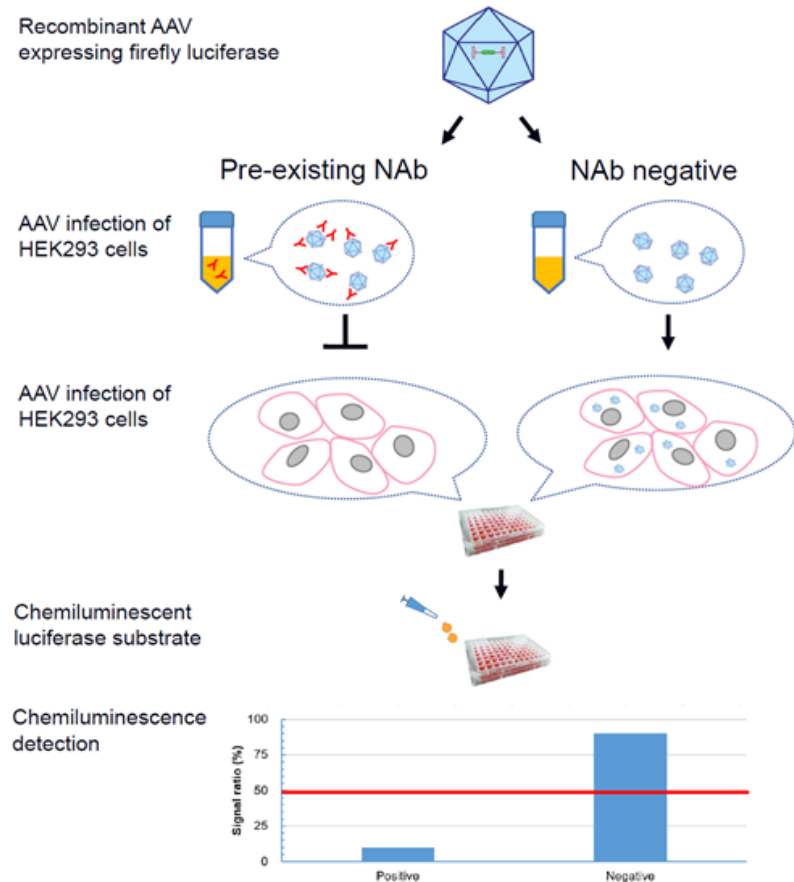 Recombinant AAV
expressing firefly luciferase
Pre-existing NAb
NAb negative
AAV infection of
HEK293 cells
AAV infection of
HEK293 cells
Chemiluminescent
luciferase substrate
Chemiluminescence
detection
Signal ratio (%)
100
75
50
25
0
Positive
Negative